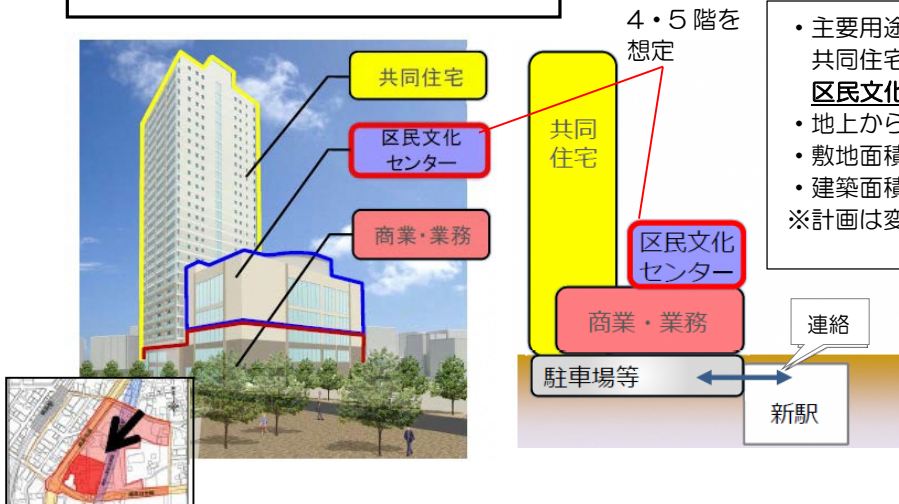 4・5階を
想定
共同住宅
区民文化
センター
商業・業務
共同
住宅
区民文化
センター
商業・業務
駐車場等
連絡
新駅
・主要用途
共同住宅
区民文化
・地上から
・敷地面積
・建築面積
※計画は変